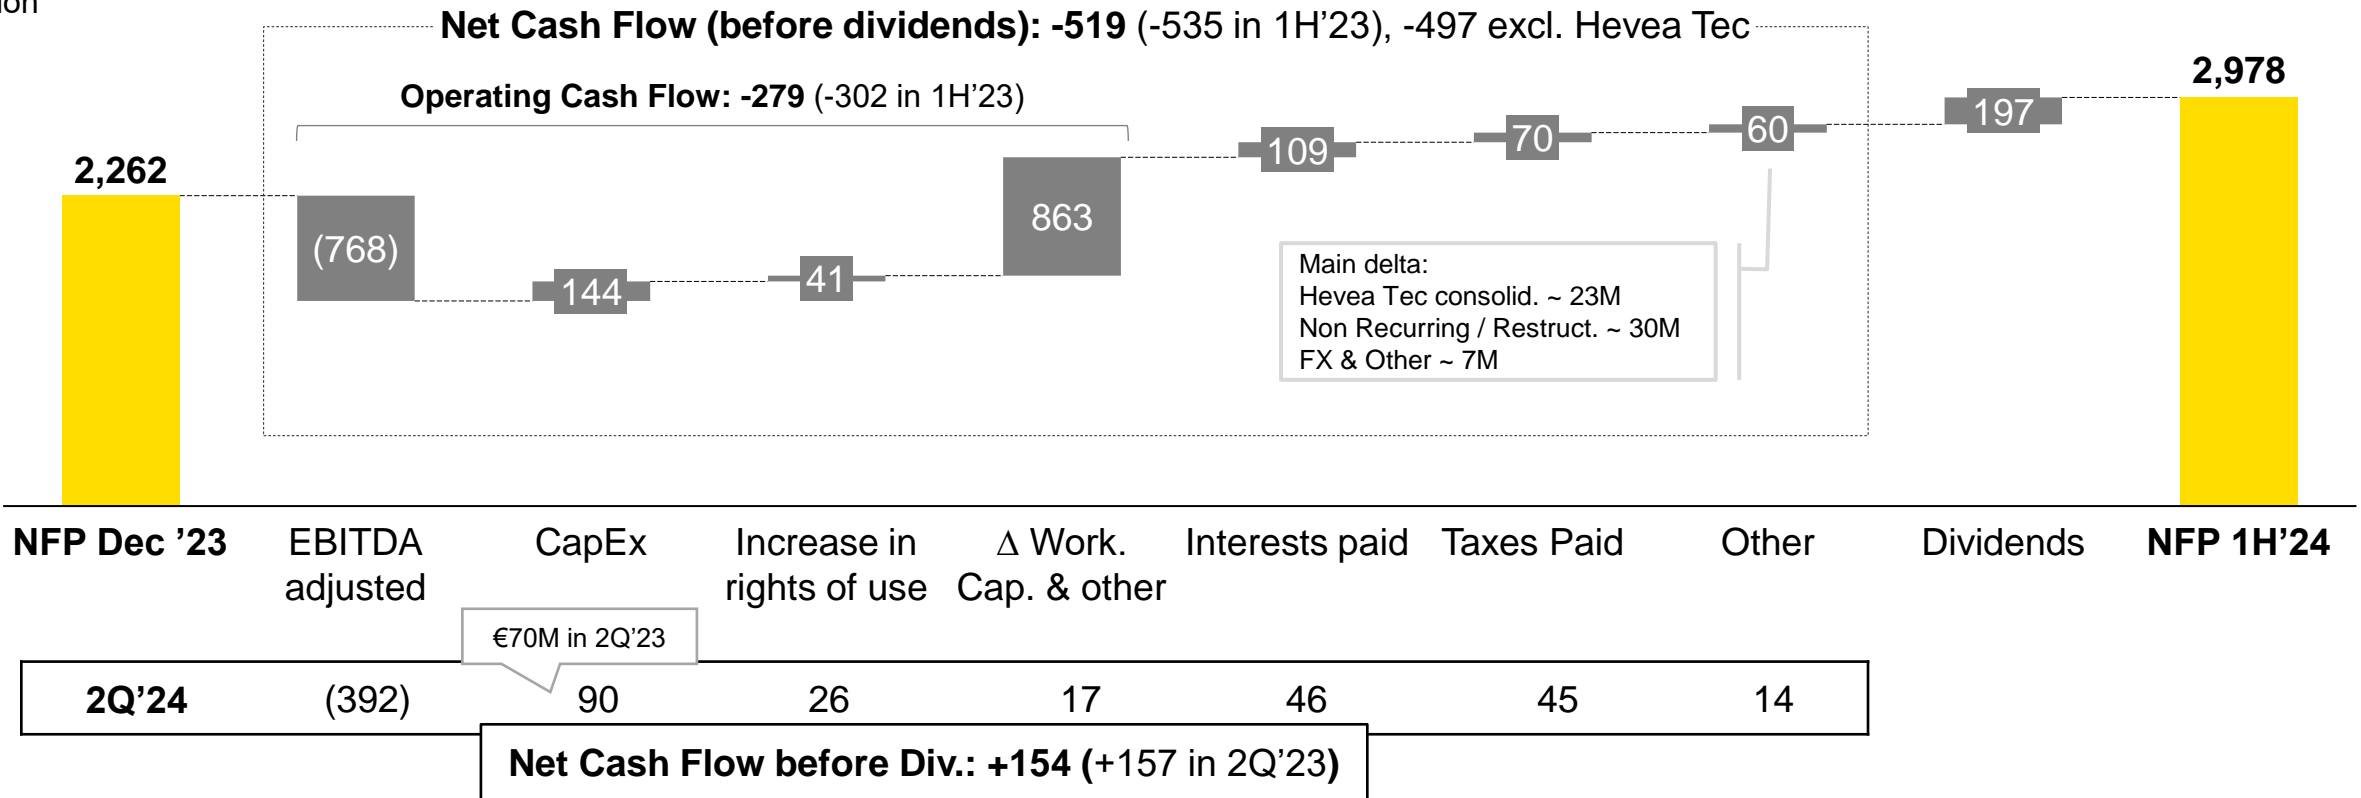 Net Cash Flow (before dividends): -519 (-535 in 1H’23), -497 excl. Hevea Tec
Operating Cash Flow: -279 (-302 in 1H’23)
2,262
(768)
144
41
863
109
70
60
197
2,978
Main delta:
Hevea Tec consolid. ~ 23M
Non Recurring / Restruct. ~ 30M
FX & Other ~ 7M
NFP Dec ’23
EBITDA
adjusted
CapEx
Increase in
rights of use
Δ Work.
Cap. & other
Interests paid
Taxes Paid
Other
Dividends
NFP 1H’24
€70M in 2Q’23
2Q’24 (392) 90 26 17 46 45 14
Net Cash Flow before Div.: +154 (+157 in 2Q’23)